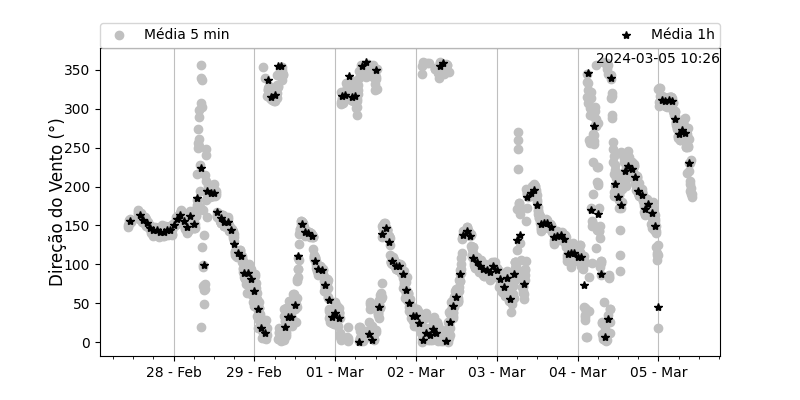 Média 5 min
Média 1h
2024-03-05 10:26
Direção do Vento (°)
350
300
250
200
150
100
50
0
28 - Feb
29 - Feb
01 - Mar
02 - Mar
03 - Mar
04 - Mar
05 - Mar